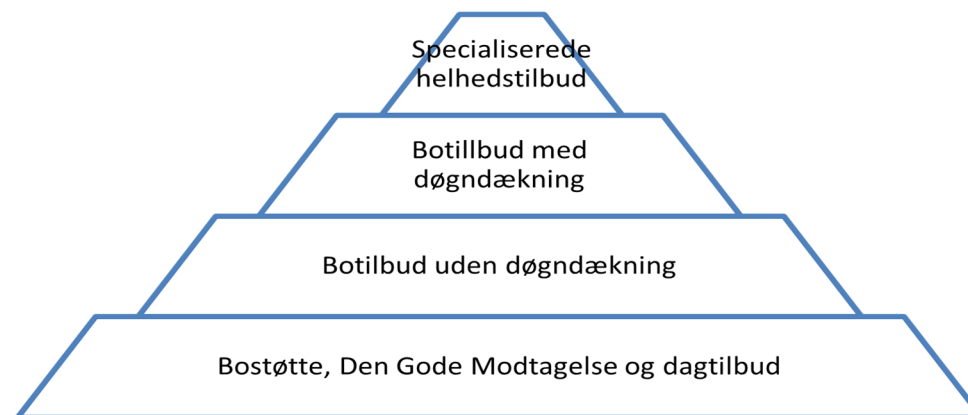 Specialiserede
helhedstilbud
Botillbud med
døgndækning
Botilbud uden døgndækning
Bostøtte, Den Gode Modtagelse og dagtilbud